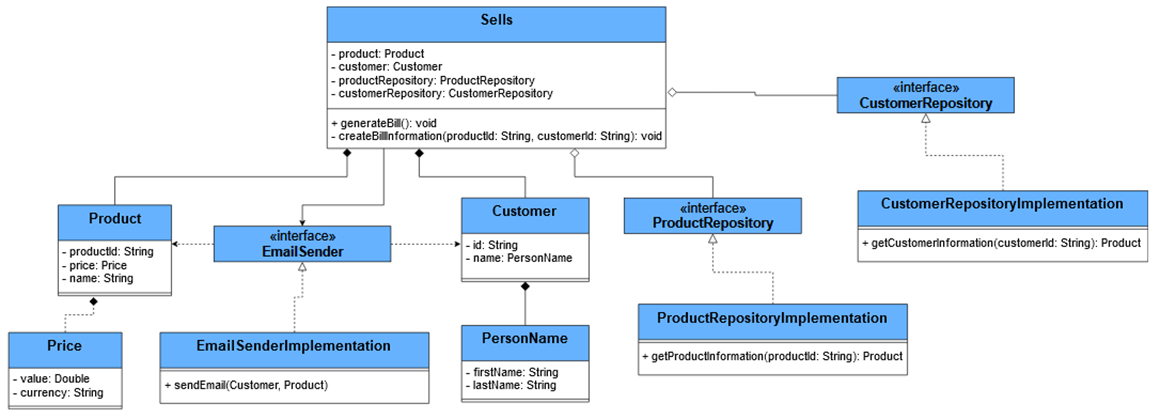 Sells
- product: Product
- customer: Customer
- productRepository: ProductRepository
- customerRepository: CustomerRepository
+ generateBill(): void
- createBillInformation(productId: String, customerId: String): void
«interface»
CustomerRepository
CustomerRepositoryImplementation
+ getCustomerInformation(customerId: String): Product
Product
- productId: String
- price: Price
- name: String
«interface»
EmailSender
Customer
- id: String
- name: PersonName
«interface»
ProductRepository
Price
- value: Double
- currency: String
EmailSenderImplementation
+ sendEmail(Customer, Product)
PersonName
- firstName: String
- lastName: String
ProductRepositoryImplementation
+ getProductInformation(productId: String): Product